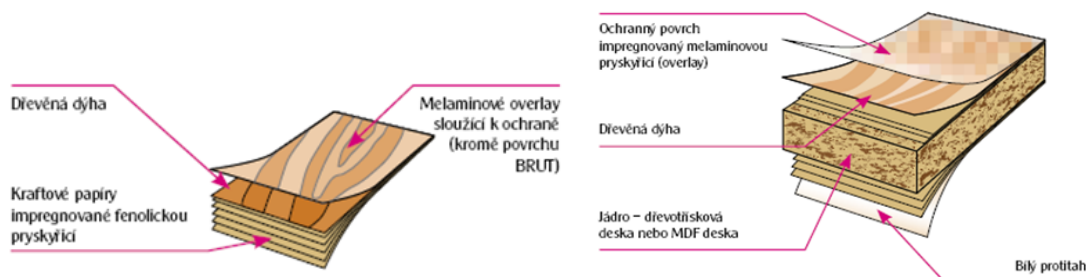 Dřevěná dýha
Melaminové overlay
sloužící k ochraně
(kromě povrchu
BRUT)
Kraftové papíry
impregnované fenolickou
pryskyřicí
Ochranný povrch
impregnovaný melaminovou
pryskyřicí (overlay)
Dřevěná dýha
Jádro – dřevotřísková
deska nebo MDF deska
Bílý protitah